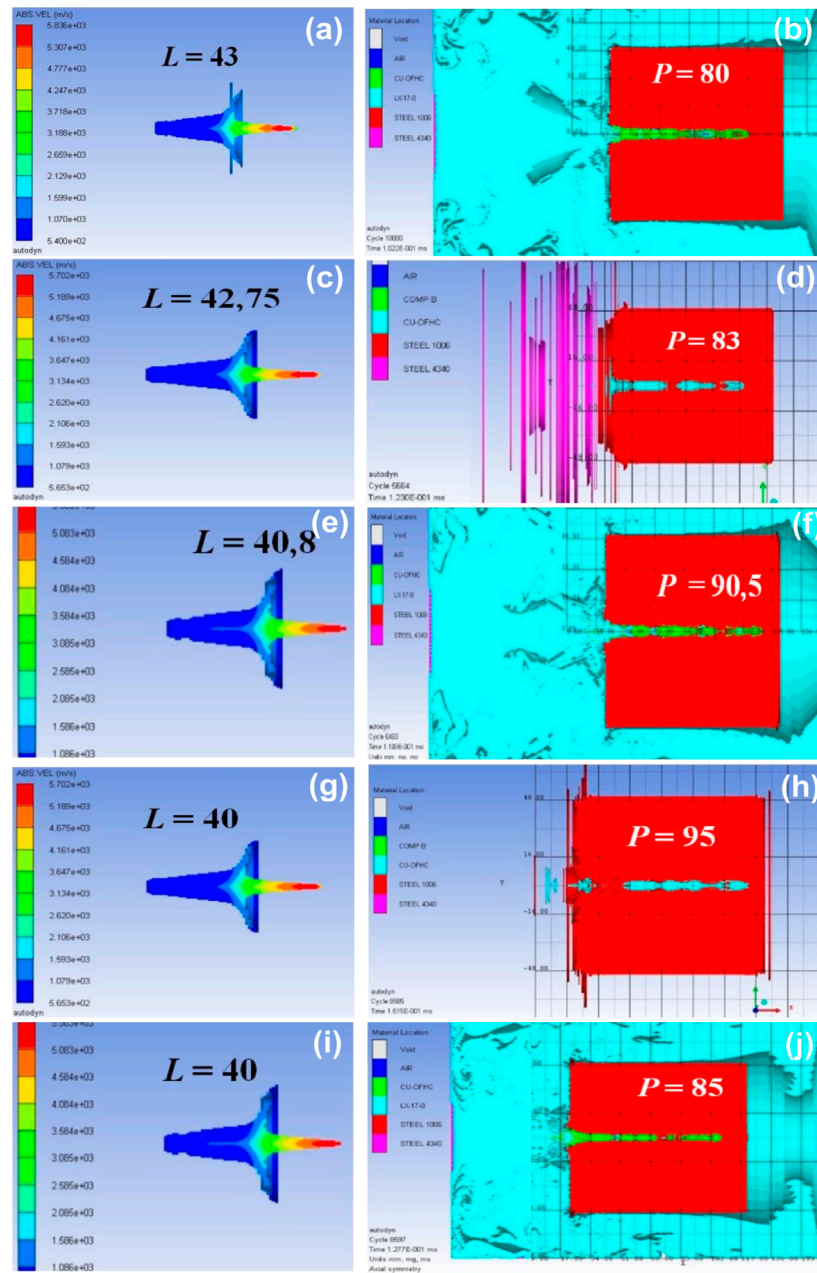 ABS.VEL (m/s)
5.836e+03
5.307e+03
4.777e+03
4.247e+03
3.718e+03
3.188e+03
2.659e+03
2.129e+03
1.599e+03
1.070e+03
5.400e+02
autodyn
L = 43
(a)
Material Location
Void
AIR
CU-OFHC
LX-17-0
STEEL 1006
STEEL 4340
autodyn
Cycle 10000
Time 1.022E-001 ms
P = 80
(b)
ABS.VEL (m/s)
5.702e+03
5.189e+03
4.675e+03
4.161e+03
3.647e+03
3.134e+03
2.620e+03
2.106e+03
1.593e+03
1.079e+03
5.653e+02
autodyn
L = 42,75
(c)
AIR
COMP B
CU-OFHC
STEEL 1006
STEEL 4340
autodyn
Cycle 5664
Time 1.230E-001 ms
P = 83
(d)
5.083e+03
4.584e+03
4.084e+03
3.584e+03
3.085e+03
2.585e+03
2.085e+03
1.586e+03
1.086e+03
L = 40,8
(e)
Material Location
Void
AIR
CU-OFHC
LX-17-0
STEEL 1006
STEEL 4340
autodyn
Units mm, mg, ms
P = 90,5
(f)
ABS.VEL (m/s)
5.702e+03
5.189e+03
4.675e+03
4.161e+03
3.647e+03
3.134e+03
2.620e+03
2.106e+03
1.593e+03
1.079e+03
5.653e+02
autodyn
L = 40
(g)
Material Location
Void
AIR
COMP B
CU-OFHC
STEEL 1006
STEEL 4340
autodyn
Time 1.515E-001 ms
P = 95
(h)
5.083e+03
4.584e+03
4.084e+03
3.584e+03
3.085e+03
2.585e+03
2.085e+03
1.586e+03
1.086e+03
L = 40
(i)
Material Location
Void
AIR
CU-OFHC
LX-17-0
STEEL 1006
STEEL 4340
autodyn
Cycle 8597
Time 1.277E-001 ms
Units mm, mg, ms
Axial symmetry
P = 85
(j)